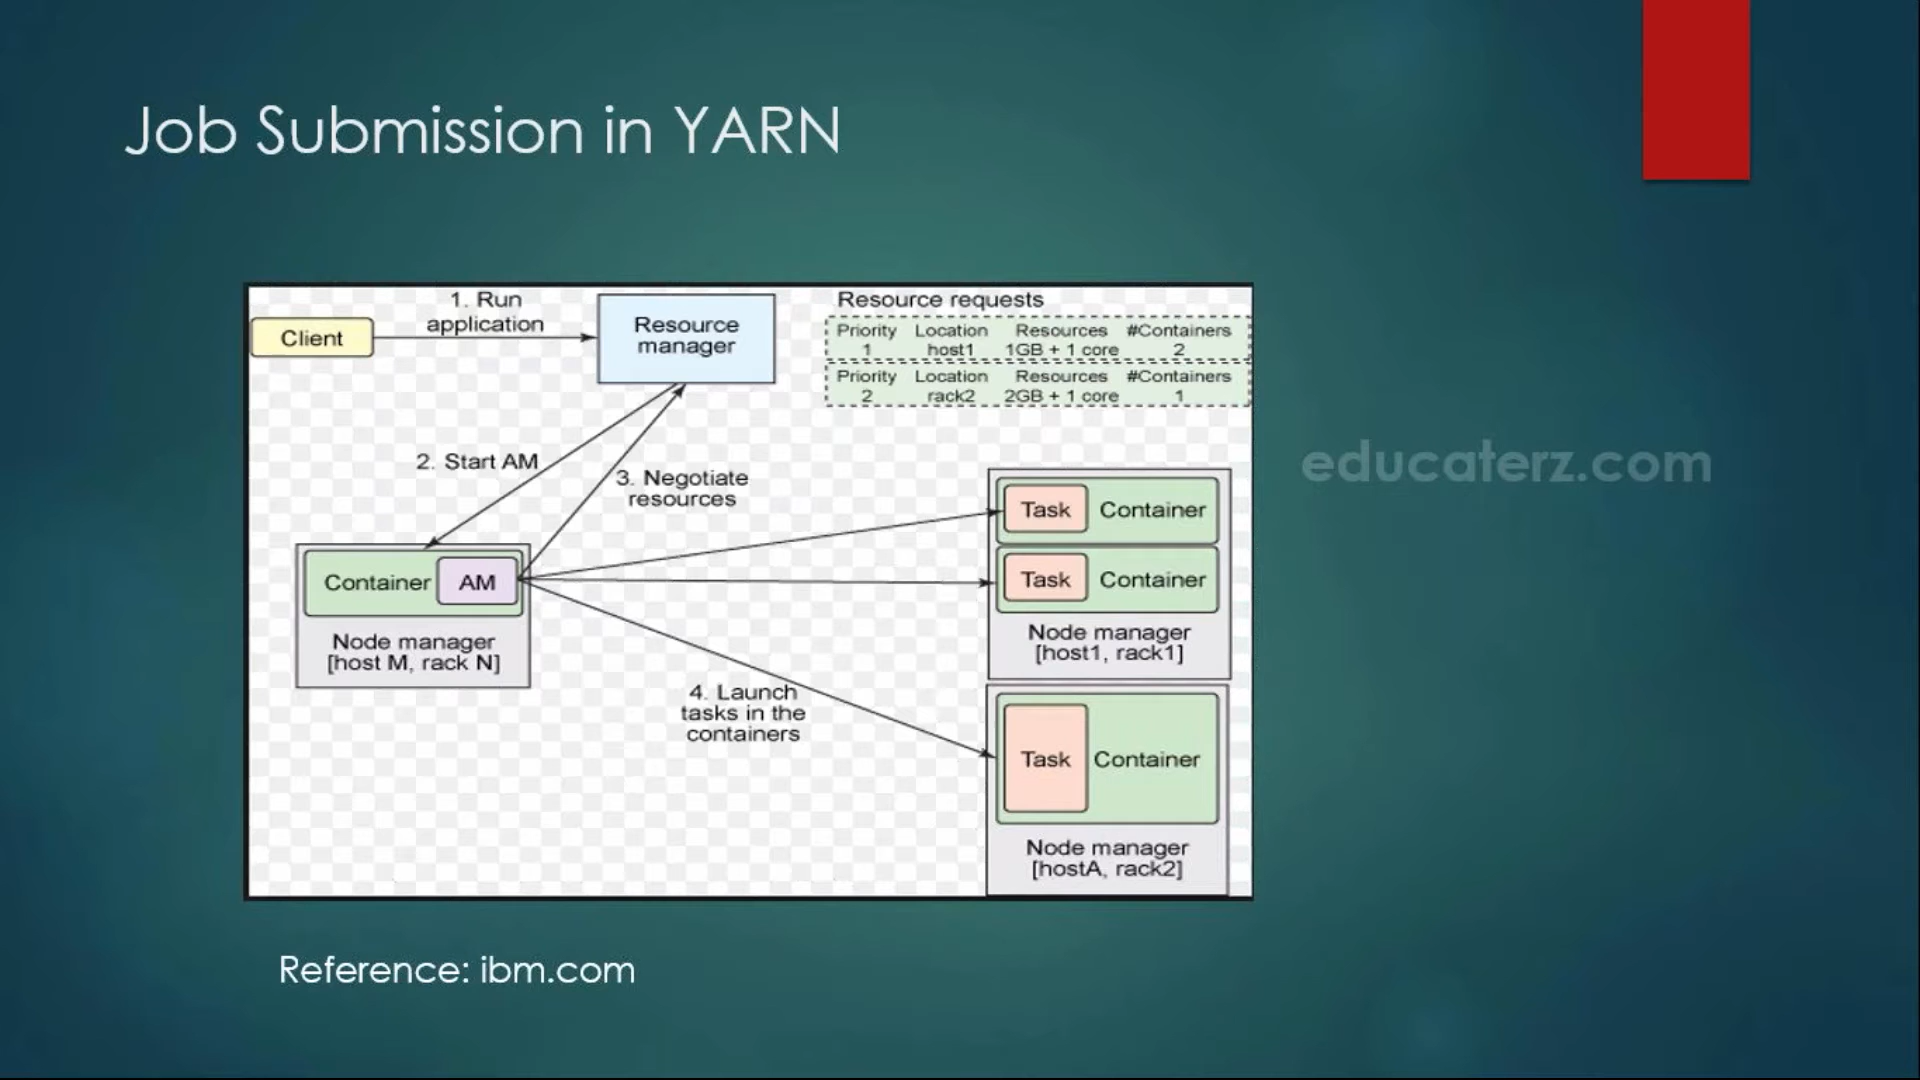 Job Submission in YARN
1. Run
application
Client
Resource
manager
Resource requests
Priority Location Resources #Containers
1 host1 1GB + 1 core 2
Priority Location Resources #Containers
2 rack2 2GB + 1 core 1
2. Start AM
3. Negotiate
resources
educaterz.com
Container AM
Node manager
[host M, rack N]
Task Container
Task Container
Node manager
[host1, rack1]
4. Launch
tasks in the
containers
Task Container
Node manager
[hostA, rack2]
Reference: ibm.com